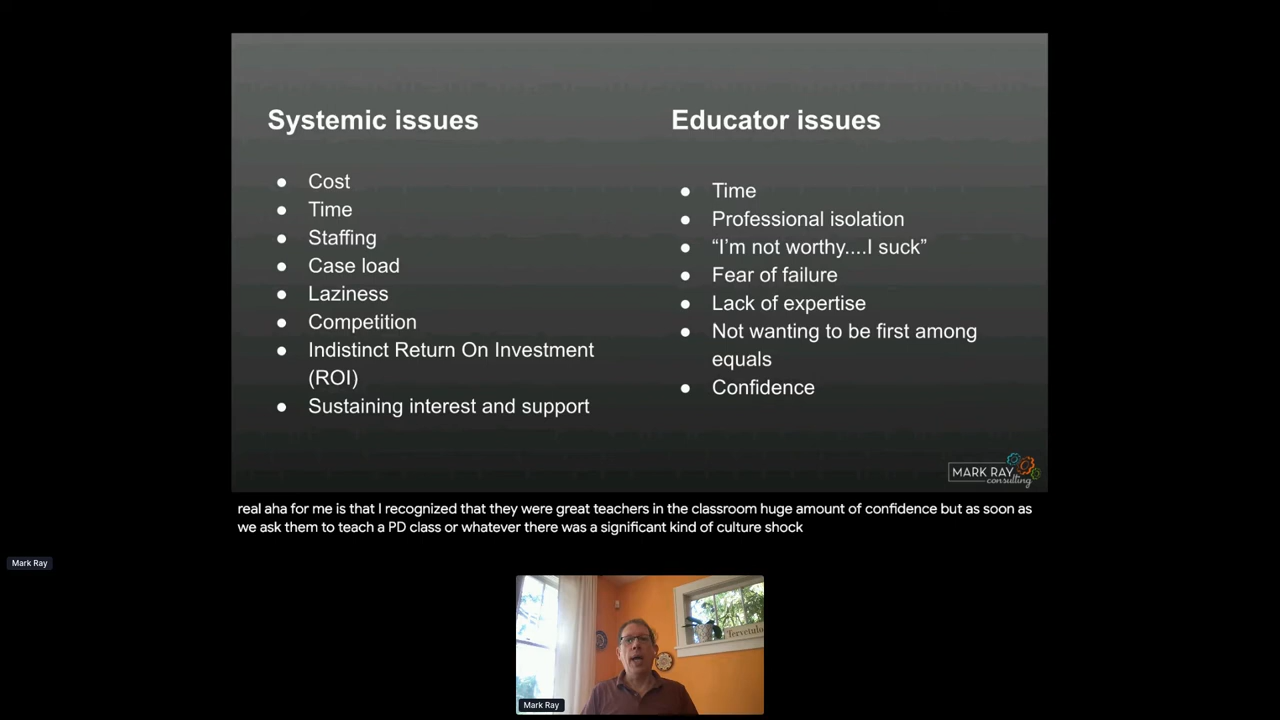 Systemic issues
Cost
Time
Staffing
Case load
Laziness
Competition
Indistinct Return On Investment
(ROI)
Sustaining interest and support
Educator issues
Time
Professional isolation
“I’m not worthy....I suck”
Fear of failure
Lack of expertise
Not wanting to be first among
equals
Confidence
MARK RAY
consulting
real aha for me is that I recognized that they were great teachers in the classroom huge amount of confidence but as soon as
we ask them to teach a PD class or whatever there was a significant kind of culture shock
Mark Ray
Mark Ray